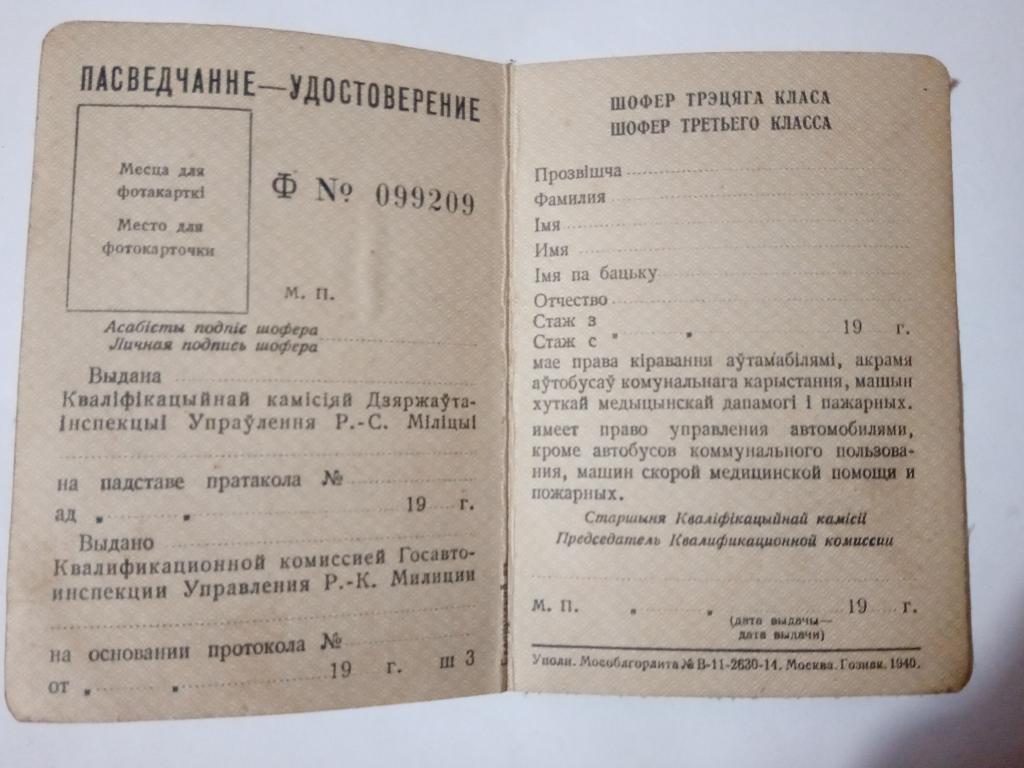 ПАСВЕДЧАННЕ—УДОСТОВЕРЕНИЕ
Месца для
фотакарткі
Место для
фотокарточки
Ф № 099209
М. П.
Асабісты подпіс шофера
Личная подпись шофера
Выдана
Кваліфікацыйнай камісіяй Дзяржаўта-
Інспекцыі Упраўлення Р.-С. Міліцыі
на падставе пратакола №
ад „ “ 19 г.
Выдано
Квалификационной комиссией Госавто-
инспекции Управления Р.-К. Милиции
на основании протокола №
от „ “ 19 г. ш 3
ШОФЕР ТРЭЦЯГА КЛАСА
ШОФЕР ТРЕТЬЕГО КЛАССА
Прозвішча
Фамилия
Імя
Имя
Імя па бацьку
Отчество
Стаж з
Стаж с „ “ 19 г.
мае права кіравання аўтамабілямі, акрамя
аўтобусаў комунальнага карыстання, машын
хуткай медыцынскай дапамогі і пажарных.
имеет право управления автомобилями,
кроме автобусов коммунального пользова-
ния, машин скорой медицинской помощи и
пожарных.
Старшыня Кваліфікацыйнай камісіі
Председатель Квалификационной комиссии
М. П. „ “ 19 г.
(дата выдачы—
дата выдачи)
Уполн. Мособлгорлита № В-11-2630-14. Москва. Гознак. 1940.